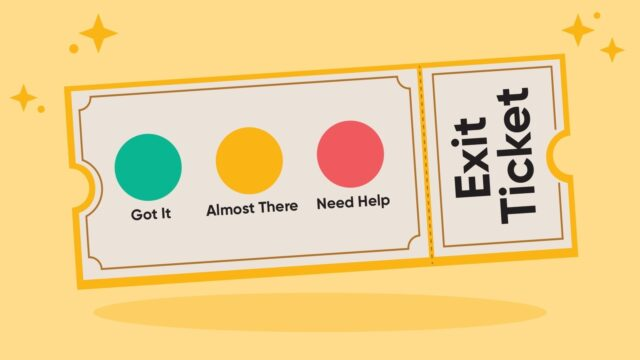 Got It
Almost There
Need Help
Exit
Ticket